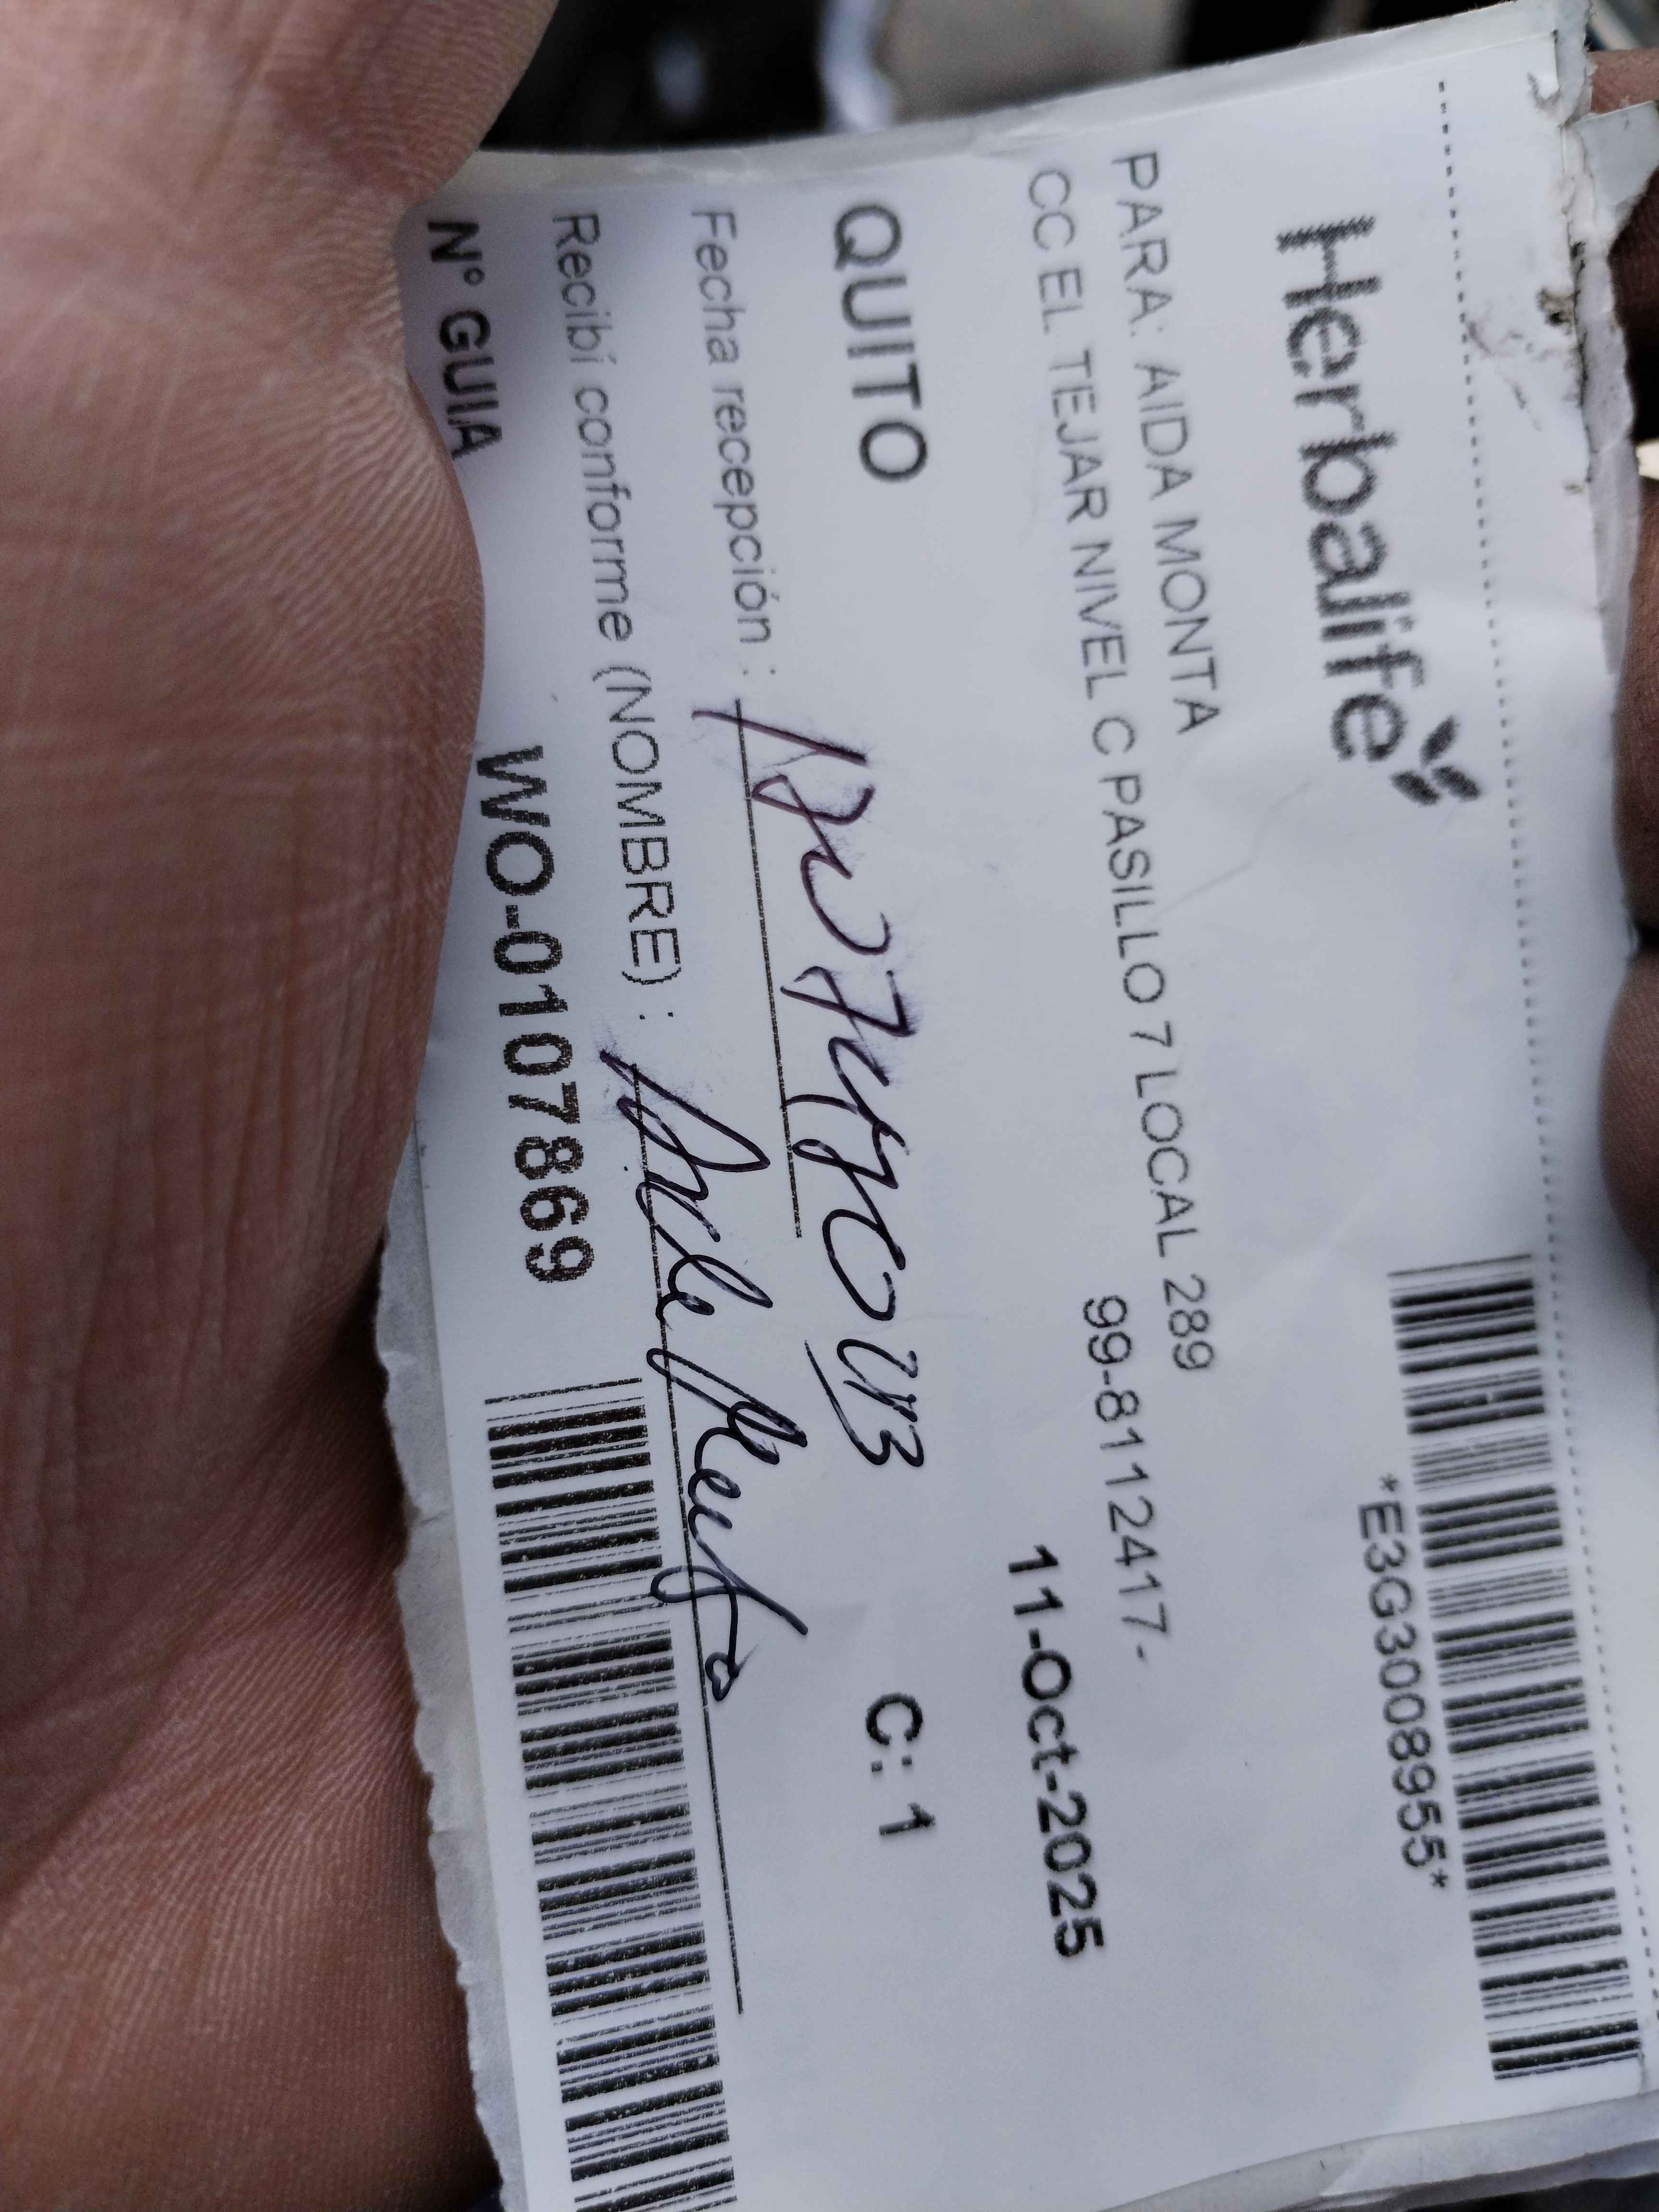 Herbalife
*E3G3008955*
PARA: AIDA MONTA
CC EL TEJAR NIVEL C PASILLO 7 LOCAL 289
99-8112417-
11-Oct-2025
QUITO C: 1
Fecha recepción :
Recibí conforme (NOMBRE) :
N° GUIA WO-0107869